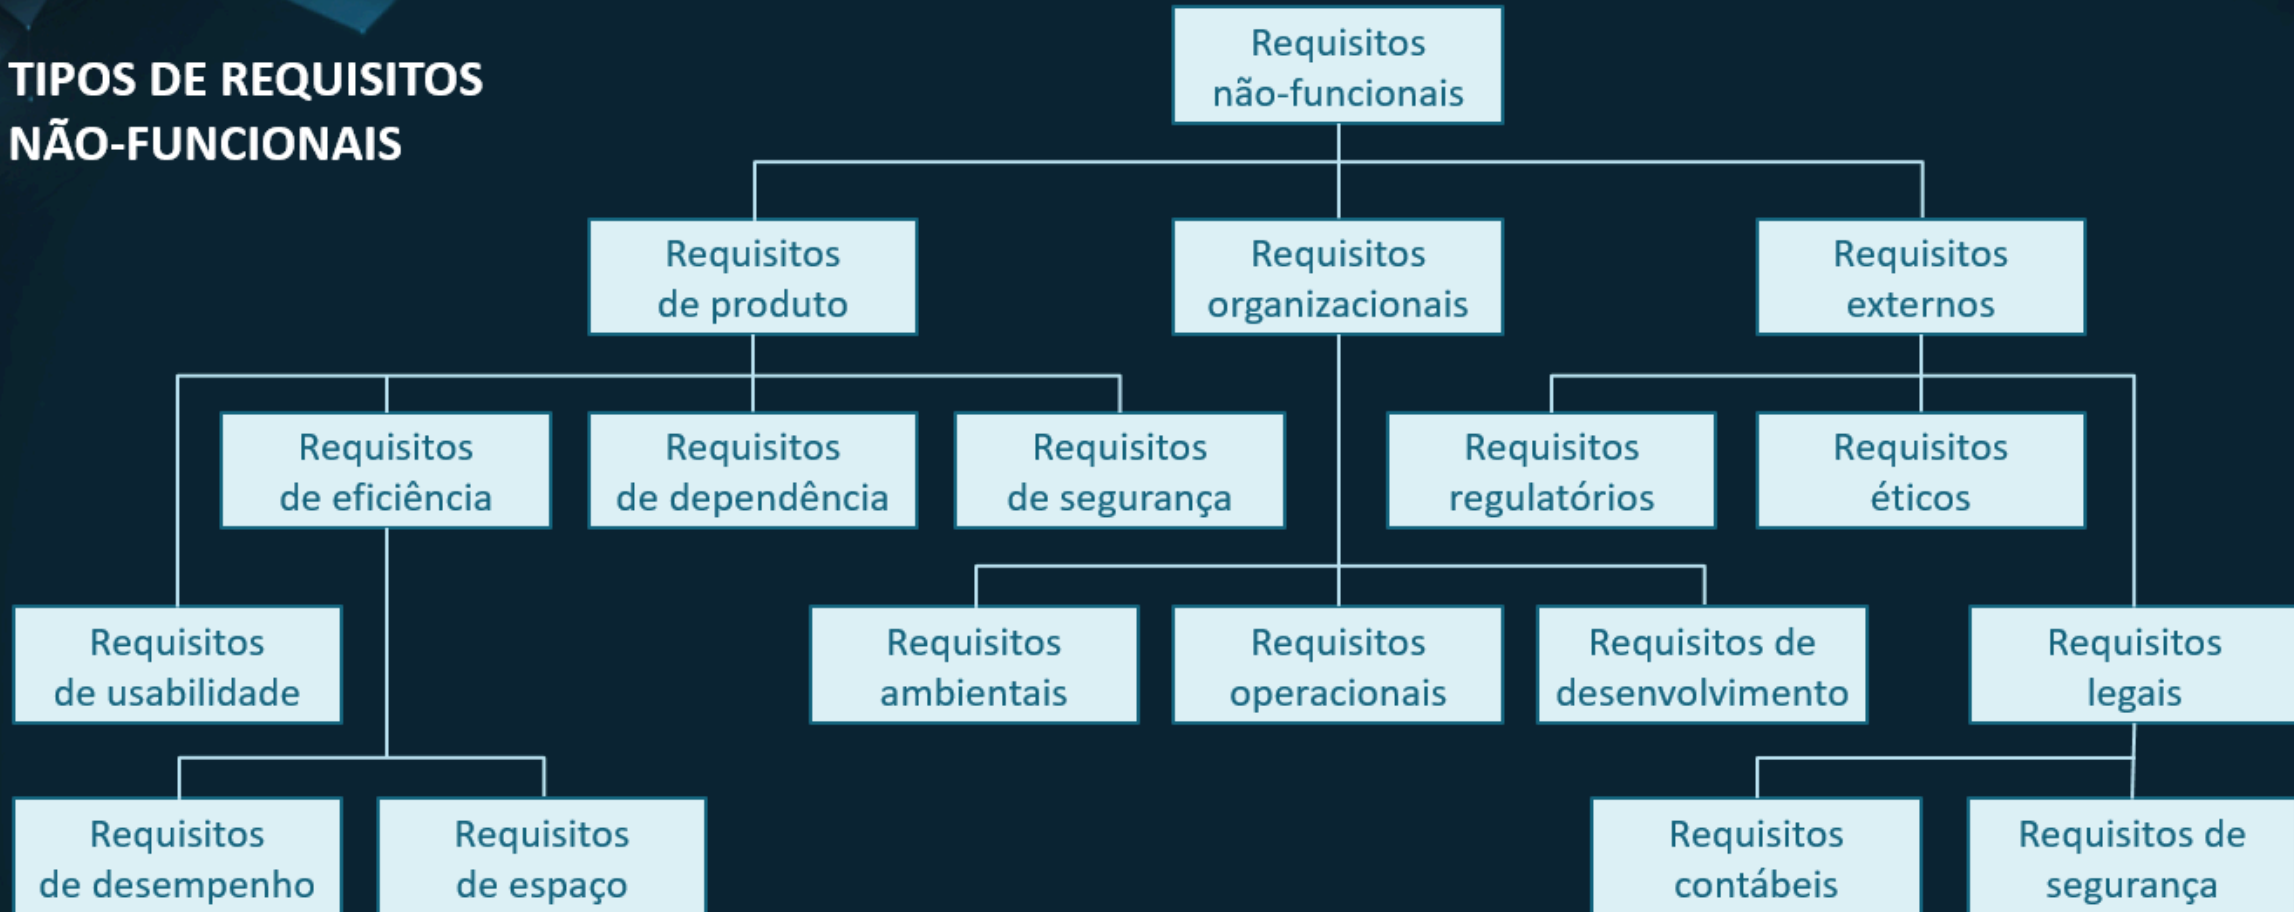 TIPOS DE REQUISITOS
NÃO-FUNCIONAIS
Requisitos
não-funcionais
Requisitos
de produto
Requisitos
organizacionais
Requisitos
externos
Requisitos
de eficiência
Requisitos
de dependência
Requisitos
de segurança
Requisitos
regulatórios
Requisitos
éticos
Requisitos
de usabilidade
Requisitos
ambientais
Requisitos
operacionais
Requisitos de
desenvolvimento
Requisitos
legais
Requisitos
de desempenho
Requisitos
de espaço
Requisitos
contábeis
Requisitos de
segurança